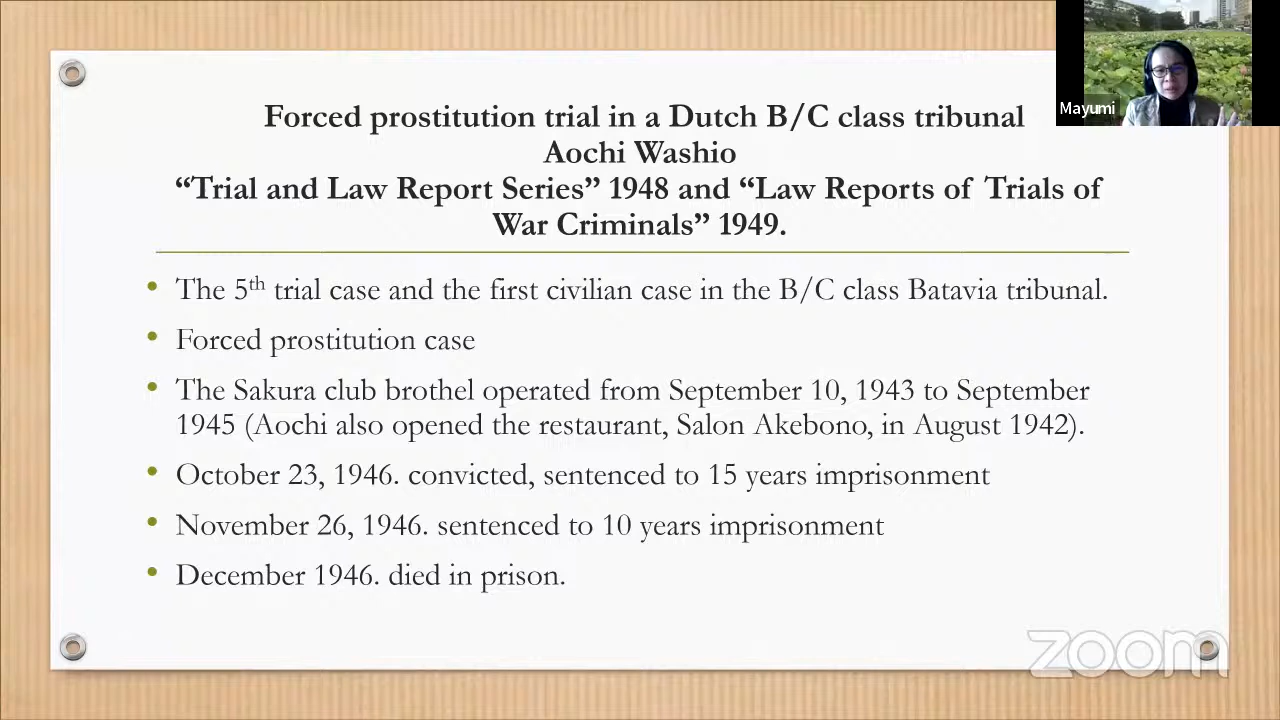 Forced prostitution trial in a Dutch B/C class tribunal
Aochi Washio
“Trial and Law Report Series” 1948 and “Law Reports of Trials of
War Criminals” 1949.
Mayumi
• The 5th trial case and the first civilian case in the B/C class Batavia tribunal.
• Forced prostitution case
• The Sakura club brothel operated from September 10, 1943 to September
1945 (Aochi also opened the restaurant, Salon Akebono, in August 1942).
• October 23, 1946. convicted, sentenced to 15 years imprisonment
• November 26, 1946. sentenced to 10 years imprisonment
• December 1946. died in prison.
zoom